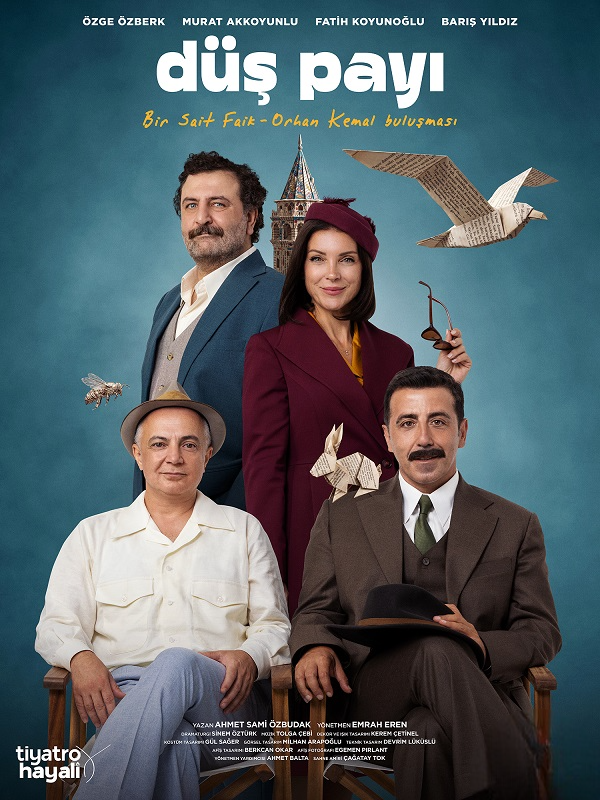 ÖZGE ÖZBERK MURAT AKKOYUNLU FATİH KOYUNOĞLU BARIŞ YILDIZ
düş payı
Bir Sait Faik - Orhan Kemal buluşması
YAZAN AHMET SAMİ ÖZBUDAK YÖNETMEN EMRAH EREN
DRAMATURGİ SİNEM ÖZTÜRK MÜZİK TOLGA ÇEBİ DEKOR VE IŞIK TASARIMI KEREM ÇETİNEL
KOSTÜM TASARIMI GÜL SAĞER GÖRSEL TASARIM MİLHAN ARAPOĞLU TEKNİK TASARIM DEVRİM LÜKÜSLÜ
AFİŞ TASARIMI BERKCAN OKAR AFİŞ FOTOĞRAFI EGEMEN PIRLANT
YÖNETMEN YARDIMCISI AHMET BALTA SAHNE AMİRİ ÇAĞATAY TOK
tiyatro
hayali